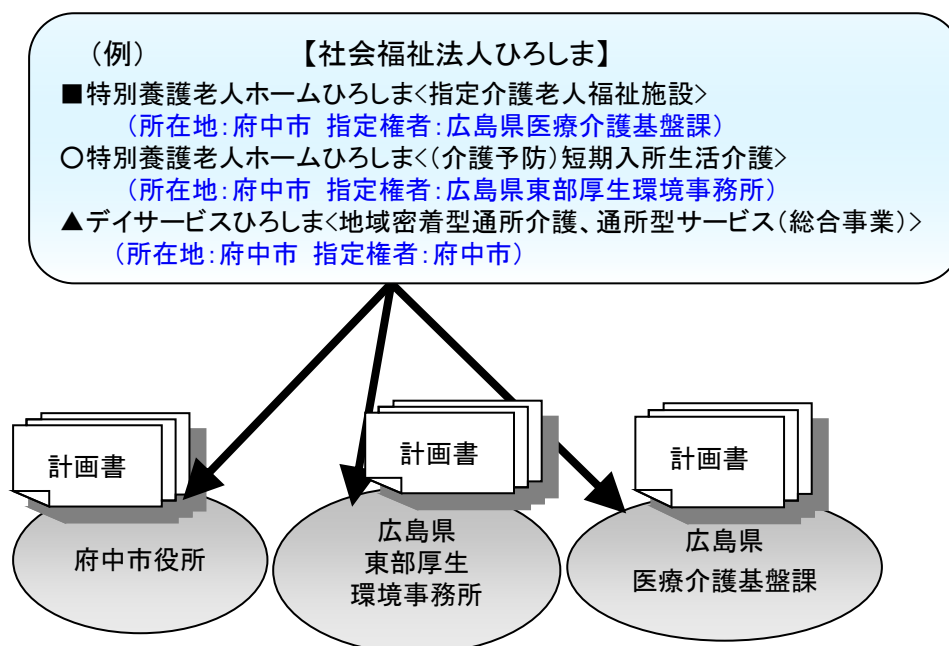 （例）　【社会福祉法人ひろしま】
■特別養護老人ホームひろしま<指定介護老人福祉施設>
（所在地：府中市 指定権者：広島県医療介護基盤課）
○特別養護老人ホームひろしま<（介護予防）短期入所生活介護>
（所在地：府中市 指定権者：広島県東部厚生環境事務所）
▲デイサービスひろしま<地域密着型通所介護、通所型サービス（総合事業）>
（所在地：府中市 指定権者：府中市）
計画書
計画書
計画書
府中市役所
広島県
東部厚生
環境事務所
広島県
医療介護基盤課